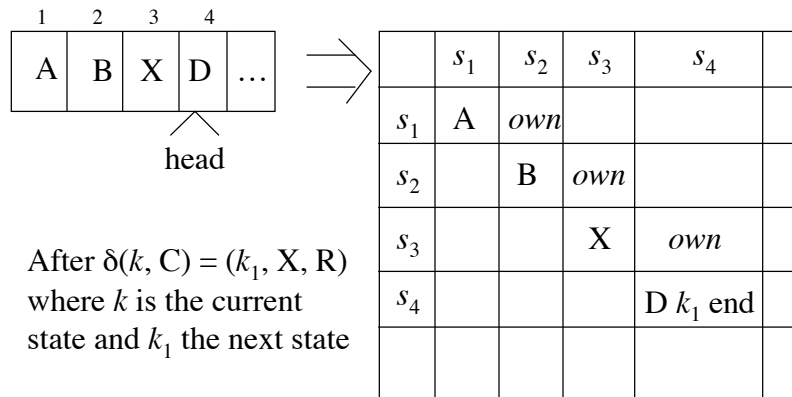 1 2 3 4
A B X D …
head
After δ(k, C) = (k₁, X, R)
where k is the current
state and k₁ the next state
s₁ s₂ s₃ s₄
s₁ A own
s₂ B own
s₃ X own
s₄ D k₁ end